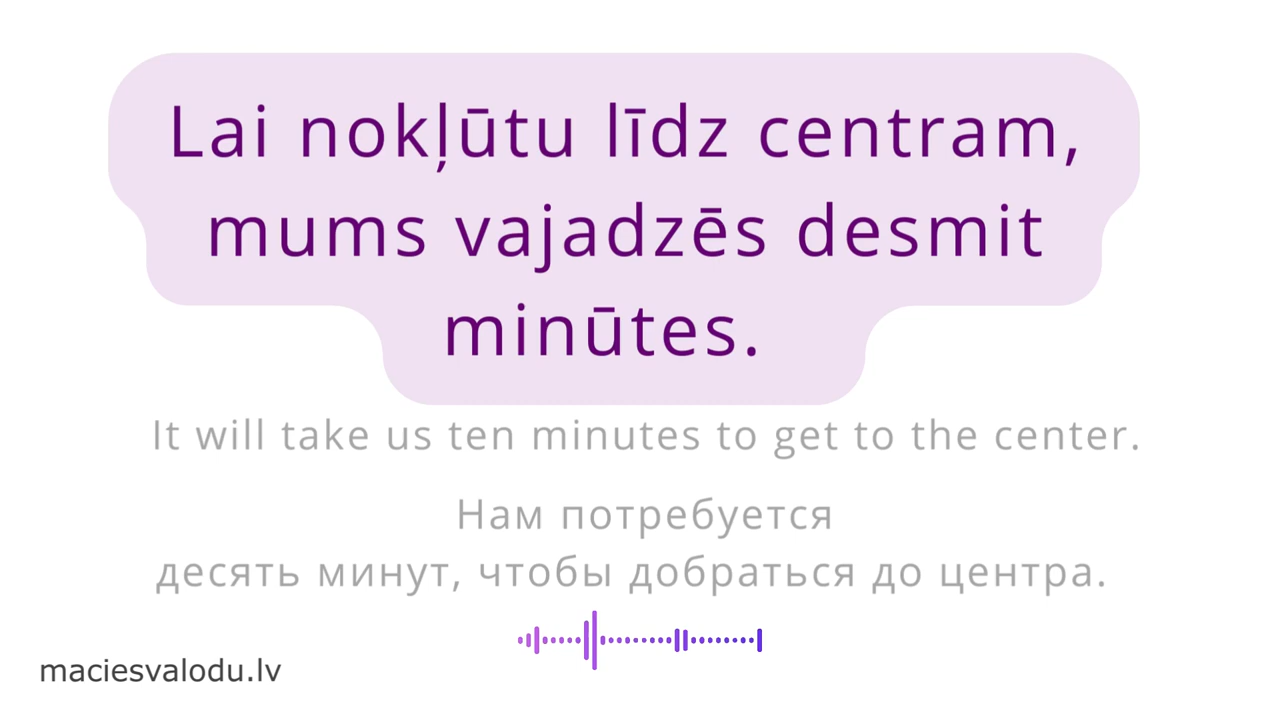 Lai nokļūtu līdz centram,
mums vajadzēs desmit
minūtes.
It will take us ten minutes to get to the center.
Нам потребуется
десять минут, чтобы добраться до центра.
maciesvalodu.lv